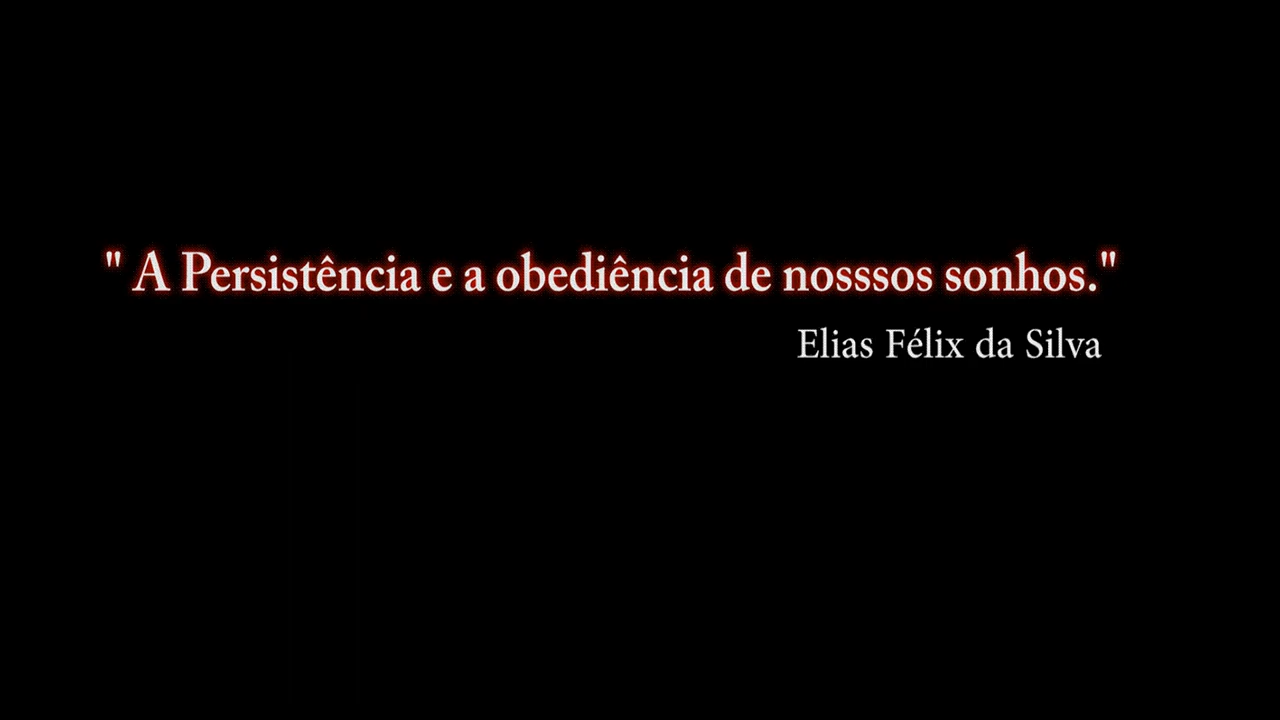 " A Persistência e a obediência de nosssos sonhos."
Elias Félix da Silva